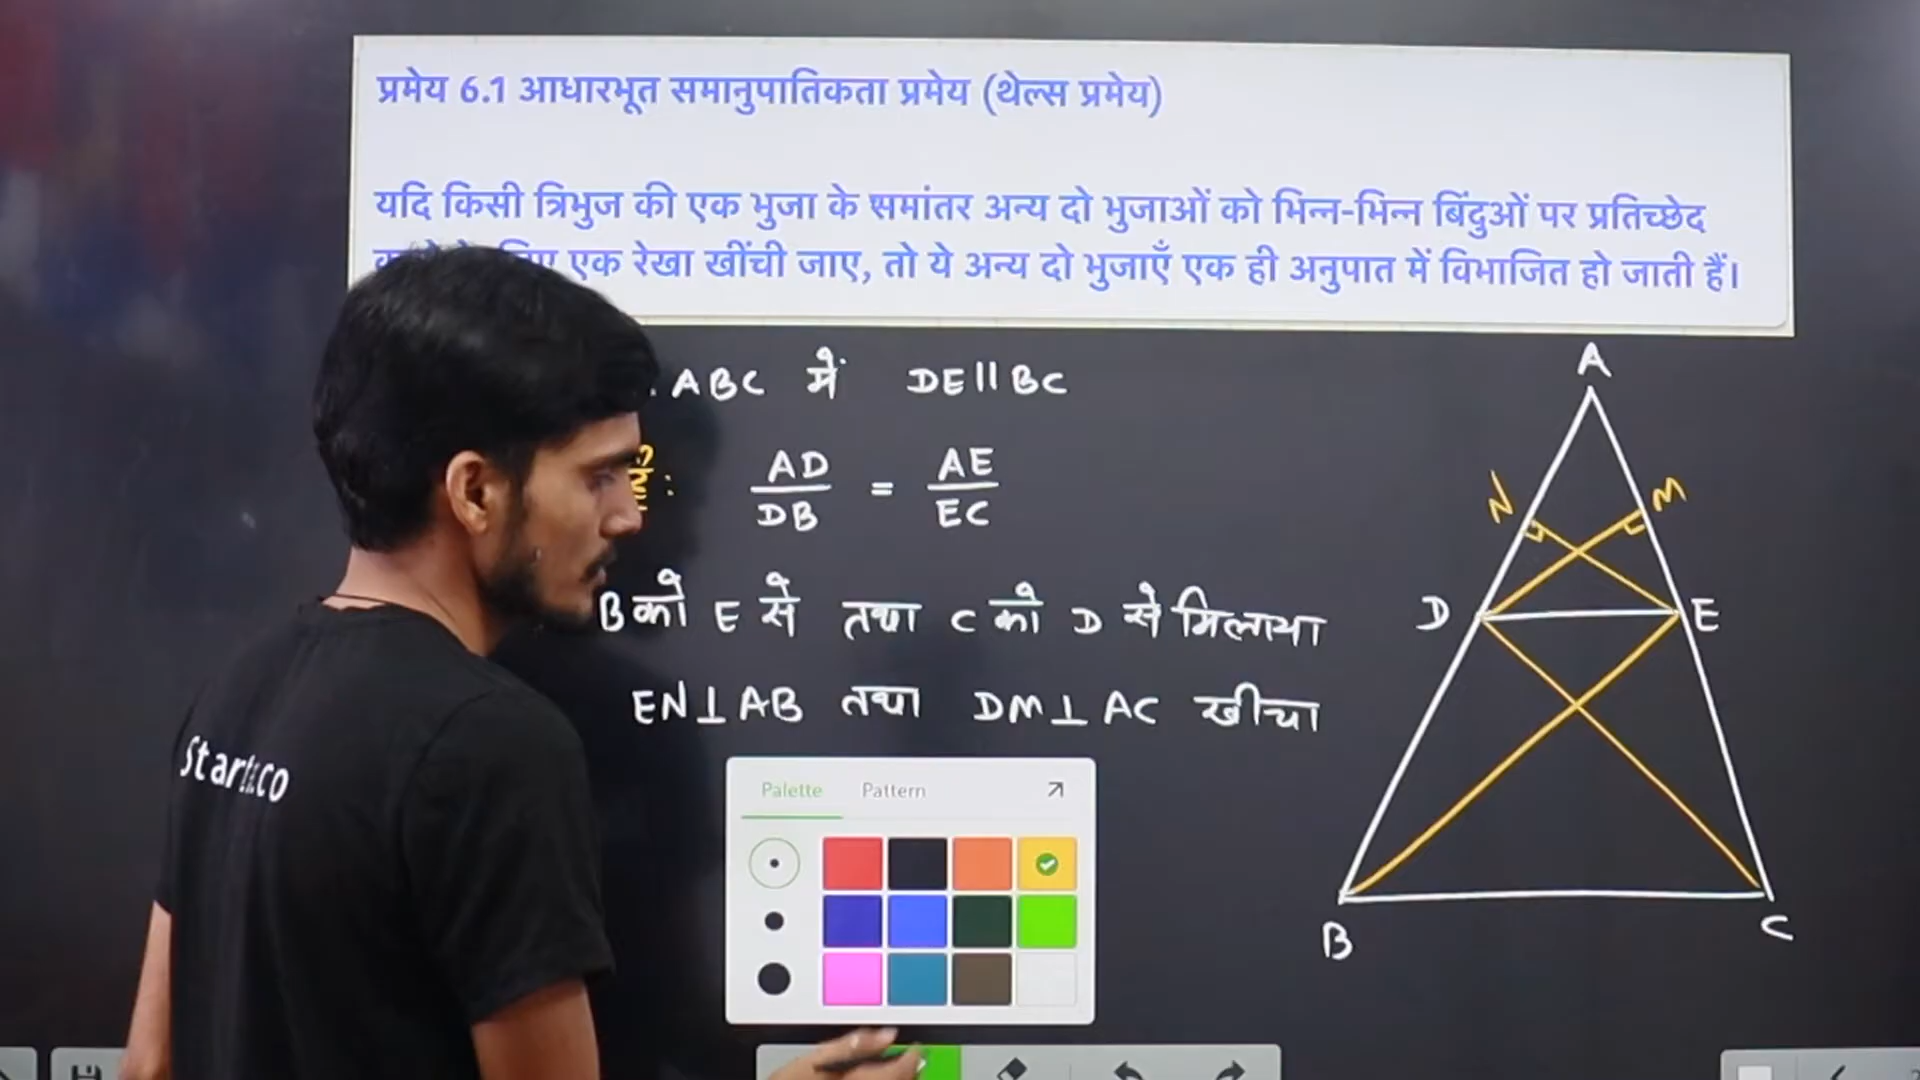 प्रमेय 6.1 आधारभूत समानुपातिकता प्रमेय (थेल्स प्रमेय)
यदि किसी त्रिभुज की एक भुजा के समांतर अन्य दो भुजाओं को भिन्न-भिन्न बिंदुओं पर प्रतिच्छेद
एक रेखा खींची जाए, तो ये अन्य दो भुजाएँ एक ही अनुपात में विभाजित हो जाती हैं।
ABC में DE||BC
AD/DB = AE/EC
B को E से तथा C को D से मिलाया
EN⊥AB तथा DM⊥AC खीचा
A
N M
D E
B C
Palette Pattern